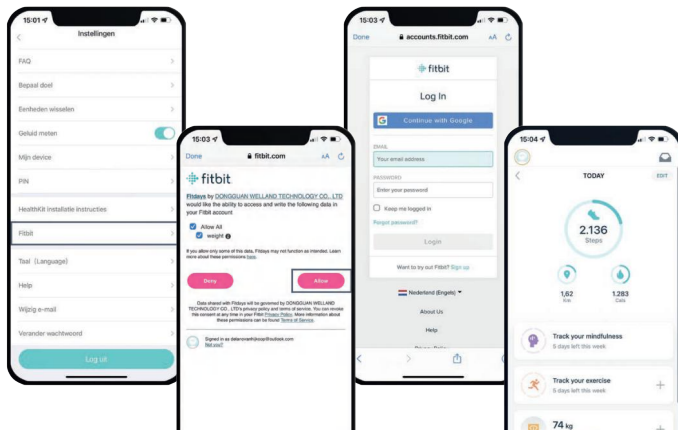 15:01
Instellingen
FAQ
Bepaal doel
Eenheden wisselen
Geluid meten
Mijn device
PIN
HealthKit installatie instructies
Fitbit
Taal (Language)
Help
Wijzig e-mail
Verander wachtwoord
Log uit
15:03
Done
fitbit.com
AA
fitbit
Fitdays by DONGGUAN WELLAND TECHNOLOGY CO., LTD
would like the ability to access and write the following data in
your Fitbit account
Allow All
weight
If you allow only some of this data, Fitdays may not function as intended. Learn
more about these permissions here.
Deny
Allow
Data shared with Fitdays will be governed by DONGGUAN WELLAND
TECHNOLOGY CO., LTD's privacy policy and terms of service. You can revoke
this consent at any time in your Fitbit Privacy Policy. More information about
these permissions can be found Terms of Service.
Signed in as
Not you?
15:03
Done
accounts.fitbit.com
AA
fitbit
Log In
Continue with Google
EMAIL
Your email address
PASSWORD
Enter your password
Keep me logged in
Forgot password?
Login
Want to try out Fitbit? Sign up
Nederland (Engels)
About Us
Help
15:04
TODAY
EDIT
2.136
Steps
1,62
Km
1.283
Cals
Track your mindfulness
5 days left this week
Track your exercise
5 days left this week
74 kg